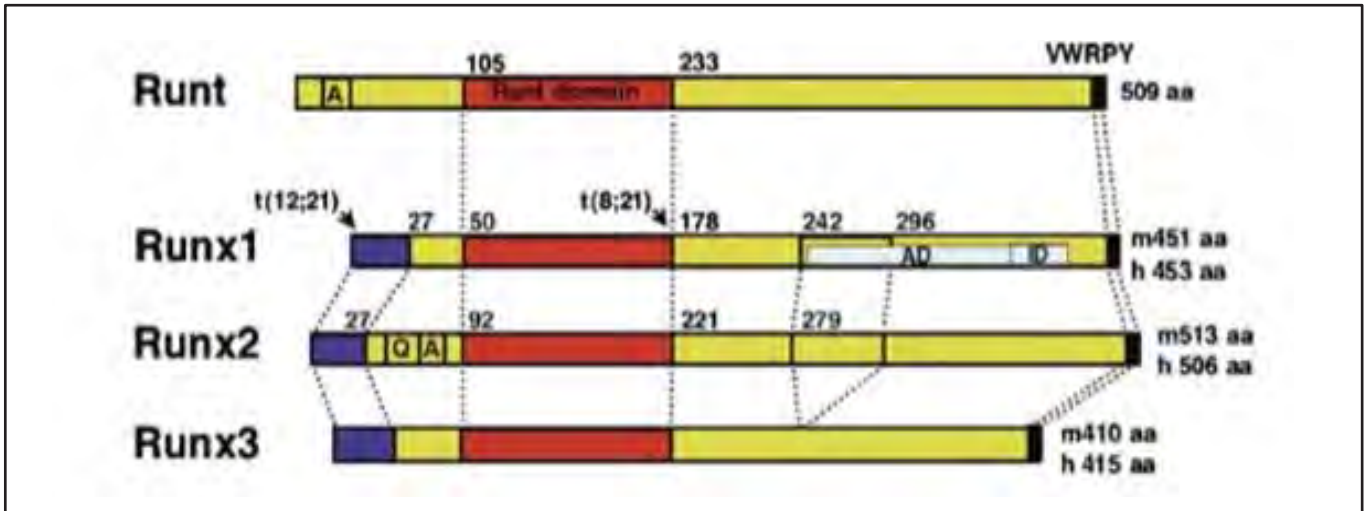 VWRPY
105 233
Runt A Runt domain 509 aa
t(12;21) t(8;21)
27 50 178 242 296
Runx1 AD ID m451 aa
h 453 aa
27 92 221 279
Runx2 Q A m513 aa
h 506 aa
Runx3 m410 aa
h 415 aa